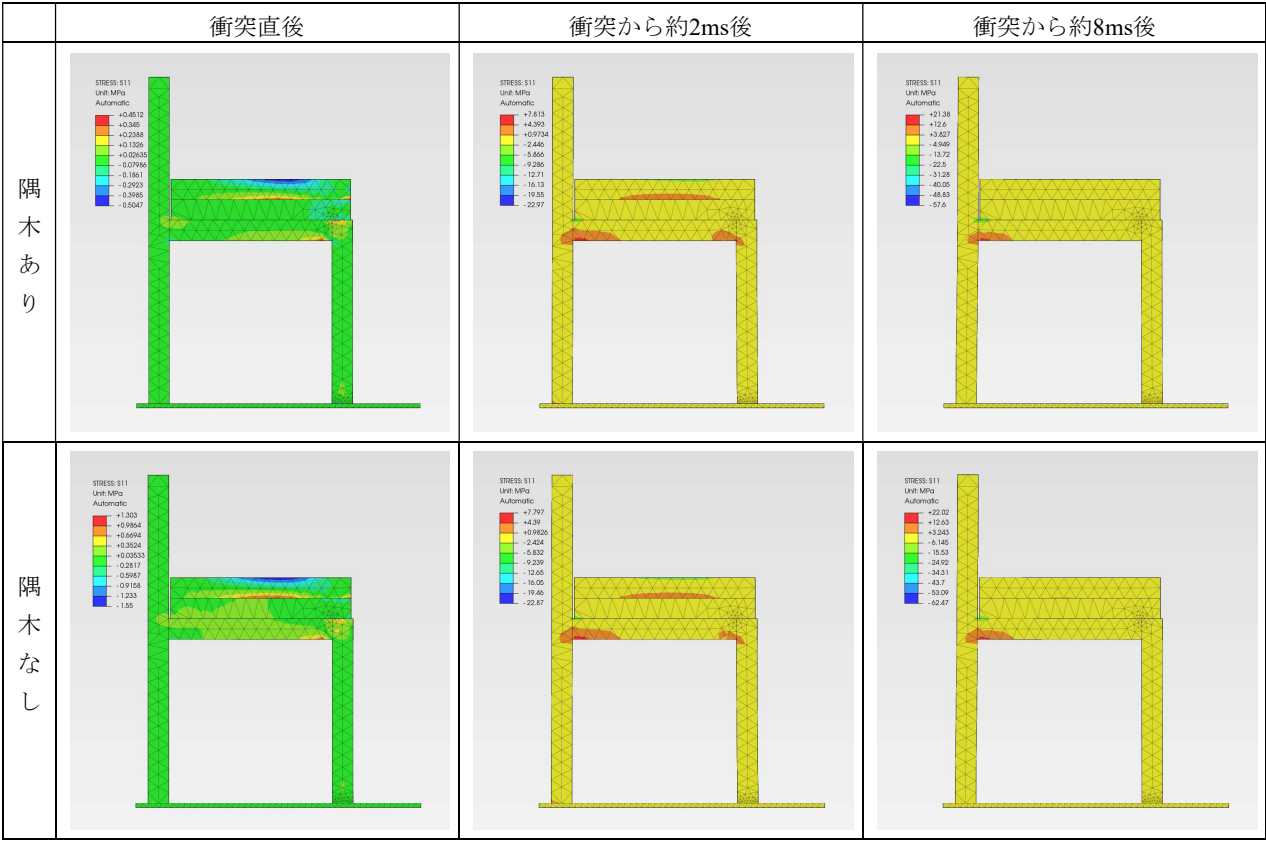 衝突直後
衝突から約2ms後
衝突から約8ms後
隅木あり
STRESS: S11
Unit: MPa
Automatic
+0.4512
+0.345
+0.2388
+0.1326
+0.02635
-0.07986
-0.1861
-0.2923
-0.3985
-0.5047
STRESS: S11
Unit: MPa
Automatic
+7.813
+4.393
+0.9734
-2.446
-5.866
-9.286
-12.71
-16.13
-19.55
-22.97
STRESS: S11
Unit: MPa
Automatic
+21.38
+12.6
+3.827
-4.949
-13.72
-22.5
-31.28
-40.05
-48.83
-57.6
隅木なし
STRESS: S11
Unit: MPa
Automatic
+1.303
+0.9864
+0.6694
+0.3524
+0.03533
-0.2817
-0.5987
-0.9158
-1.233
-1.55
STRESS: S11
Unit: MPa
Automatic
+7.797
+4.39
+0.9826
-2.424
-5.832
-9.239
-12.65
-16.05
-19.46
-22.87
STRESS: S11
Unit: MPa
Automatic
+22.02
+12.63
+3.243
-6.145
-15.53
-24.92
-34.31
-43.7
-53.09
-62.47